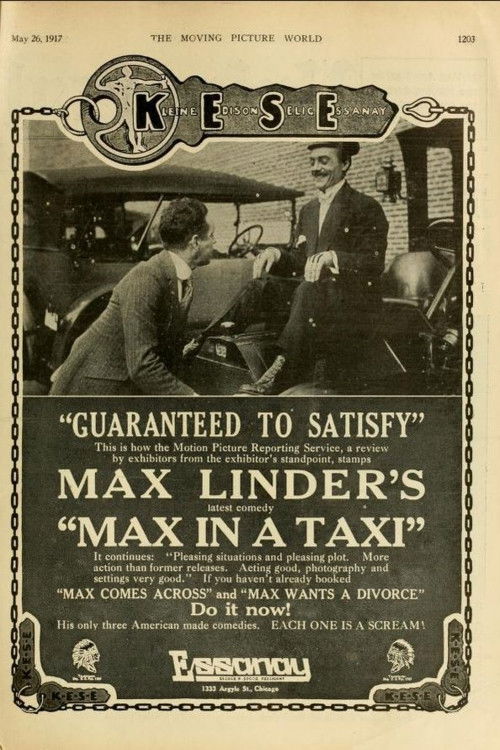 May 26, 1917
THE MOVING PICTURE WORLD
1203
KLEINE EDISON SELIG ESSANAY
"GUARANTEED TO SATISFY"
This is how the Motion Picture Reporting Service, a review
by exhibitors from the exhibitor's standpoint, stamps
MAX LINDER'S
latest comedy
"MAX IN A TAXI"
It continues: "Pleasing situations and pleasing plot. More
action than former releases. Acting good, photography and
settings very good." If you haven't already booked
"MAX COMES ACROSS" and "MAX WANTS A DIVORCE"
Do it now!
His only three American made comedies. EACH ONE IS A SCREAM!
Essanay
1333 Argyle St., Chicago
K-E-S-E
K-E-S-E
K-E-S-E
K-E-S-E